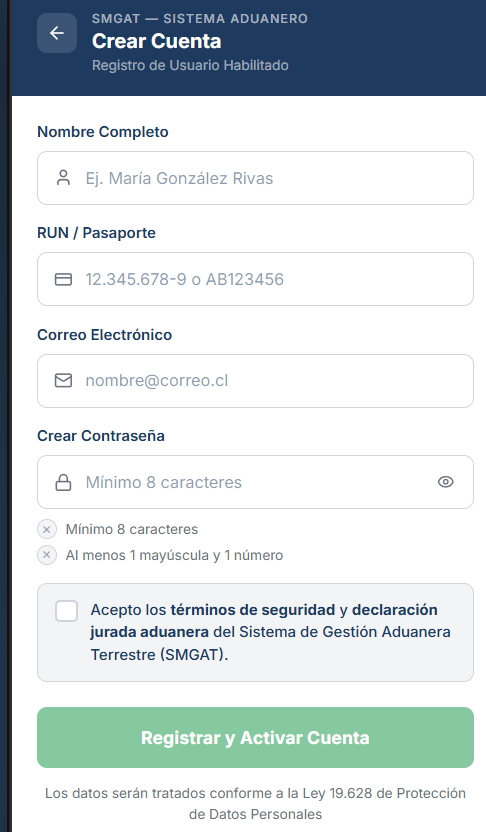 SMGAT — SISTEMA ADUANERO
Crear Cuenta
Registro de Usuario Habilitado
Nombre Completo
Ej. María González Rivas
RUN / Pasaporte
12.345.678-9 o AB123456
Correo Electrónico
nombre@correo.cl
Crear Contraseña
Mínimo 8 caracteres
Mínimo 8 caracteres
Al menos 1 mayúscula y 1 número
Acepto los términos de seguridad y declaración
jurada aduanera del Sistema de Gestión Aduanera
Terrestre (SMGAT).
Registrar y Activar Cuenta
Los datos serán tratados conforme a la Ley 19.628 de Protección
de Datos Personales